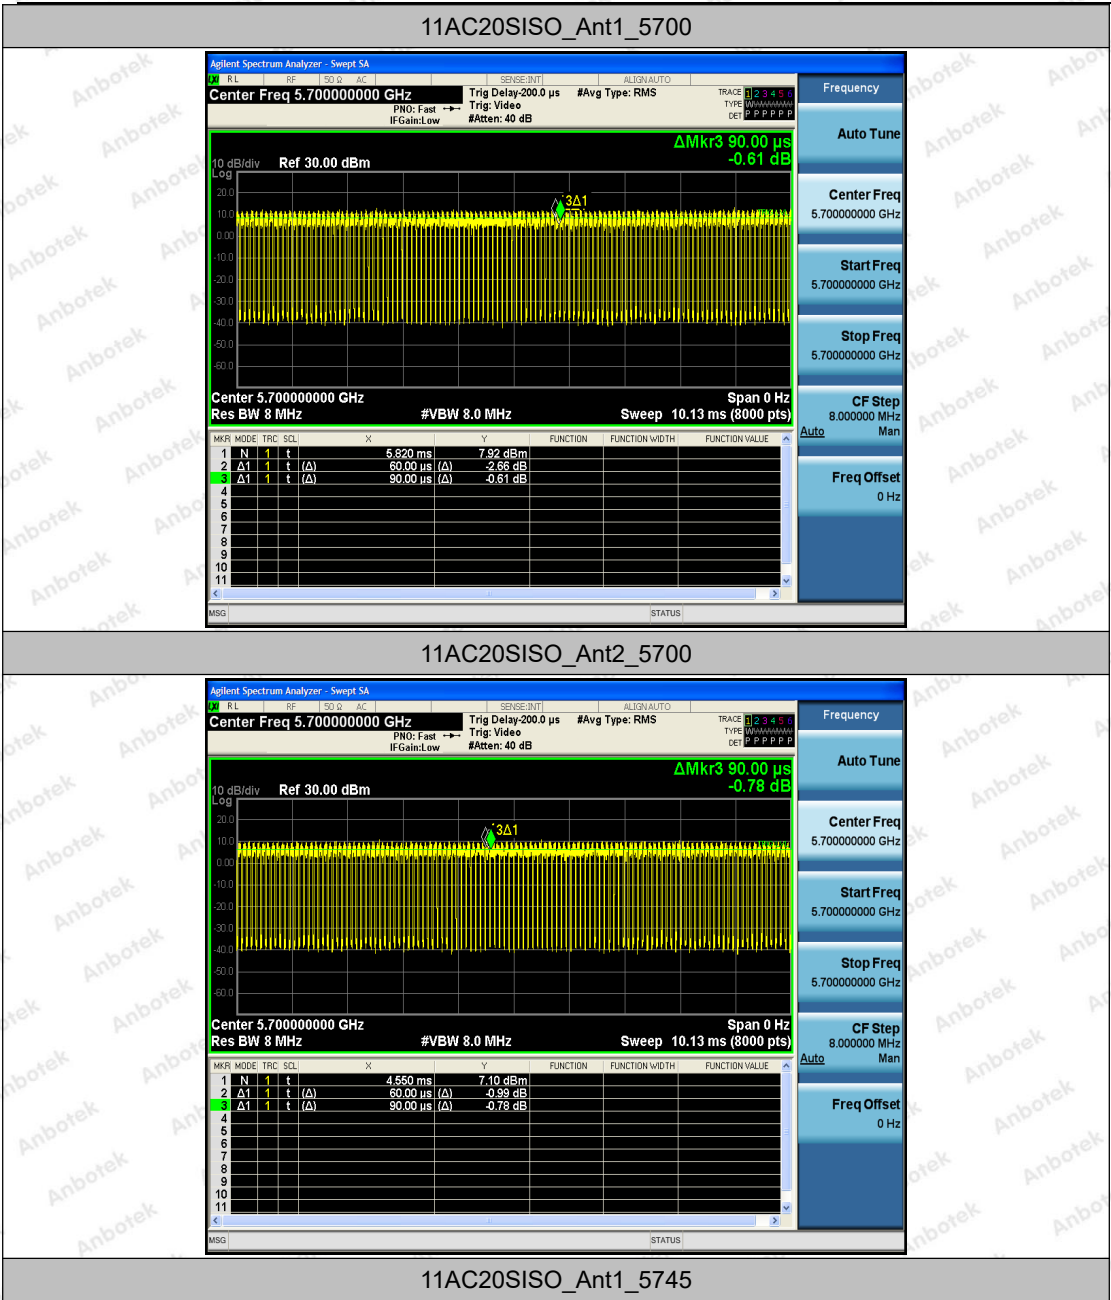 11AC20SISO_Ant1_5700
Agilent Spectrum Analyzer - Swept SA
LXI RL RF 50 Ω AC SENSE:INT ALIGN AUTO
Center Freq 5.700000000 GHz Trig Delay-200.0 µs #Avg Type: RMS TRACE 1 2 3 4 5 6
PNO: Fast Trig: Video TYPE W
IFGain:Low #Atten: 40 dB DET P P P P P P
ΔMkr3 90.00 µs
-0.61 dB
10 dB/div Ref 30.00 dBm
Log
20.0
10.0
0.00
-10.0
-20.0
-30.0
-40.0
-50.0
-60.0
3Δ1
Center 5.700000000 GHz Span 0 Hz
Res BW 8 MHz #VBW 8.0 MHz Sweep 10.13 ms (8000 pts)
MKR MODE TRC SCL X Y FUNCTION FUNCTION WIDTH FUNCTION VALUE
1 N 1 t 5.820 ms 7.92 dBm
2 Δ1 1 t (Δ) 60.00 µs (Δ) -2.66 dB
3 Δ1 1 t (Δ) 90.00 µs (Δ) -0.61 dB
4
5
6
7
8
9
10
11
MSG STATUS
Frequency
Auto Tune
Center Freq
5.700000000 GHz
Start Freq
5.700000000 GHz
Stop Freq
5.700000000 GHz
CF Step
8.000000 MHz
Auto Man
Freq Offset
0 Hz
11AC20SISO_Ant2_5700
Agilent Spectrum Analyzer - Swept SA
LXI RL RF 50 Ω AC SENSE:INT ALIGN AUTO
Center Freq 5.700000000 GHz Trig Delay-200.0 µs #Avg Type: RMS TRACE 1 2 3 4 5 6
PNO: Fast Trig: Video TYPE W
IFGain:Low #Atten: 40 dB DET P P P P P P
ΔMkr3 90.00 µs
-0.78 dB
10 dB/div Ref 30.00 dBm
Log
20.0
10.0
0.00
-10.0
-20.0
-30.0
-40.0
-50.0
-60.0
3Δ1
Center 5.700000000 GHz Span 0 Hz
Res BW 8 MHz #VBW 8.0 MHz Sweep 10.13 ms (8000 pts)
MKR MODE TRC SCL X Y FUNCTION FUNCTION WIDTH FUNCTION VALUE
1 N 1 t 4.550 ms 7.10 dBm
2 Δ1 1 t (Δ) 60.00 µs (Δ) -0.99 dB
3 Δ1 1 t (Δ) 90.00 µs (Δ) -0.78 dB
4
5
6
7
8
9
10
11
MSG STATUS
Frequency
Auto Tune
Center Freq
5.700000000 GHz
Start Freq
5.700000000 GHz
Stop Freq
5.700000000 GHz
CF Step
8.000000 MHz
Auto Man
Freq Offset
0 Hz
11AC20SISO_Ant1_5745